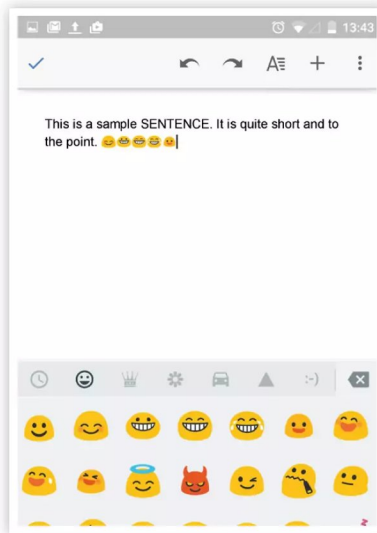 13:43
This is a sample SENTENCE. It is quite short and to
the point. 😊😁😁😂🙂
:-)